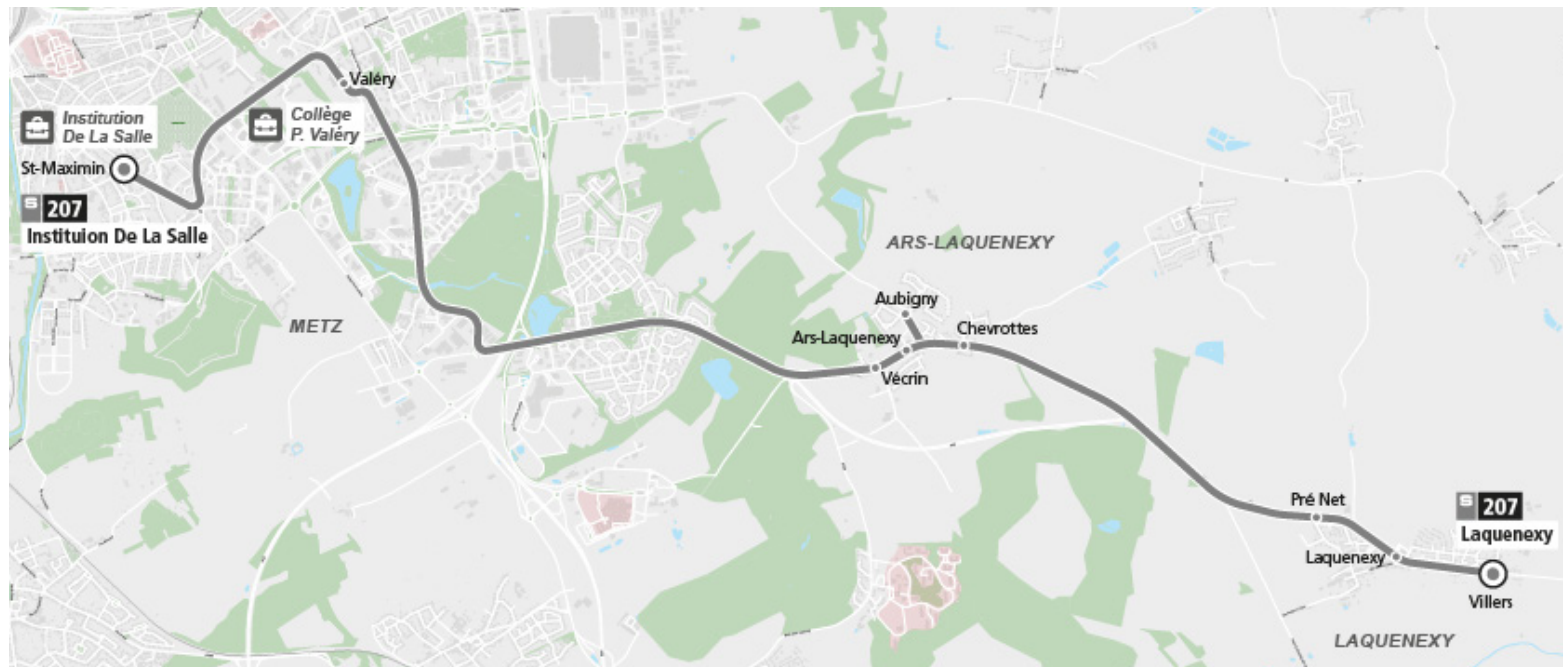 Valéry
Institution
De La Salle
Collège
P. Valéry
St-Maximin
S 207
Instituion De La Salle
METZ
ARS-LAQUENEXY
Aubigny
Ars-Laquenexy
Chevrottes
Vécrin
Pré Net
S 207
Laquenexy
Laquenexy
Villers
LAQUENEXY